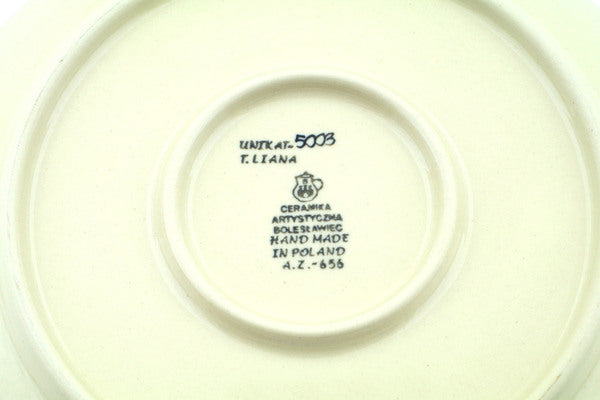 UNIKAT-5003
T. LIANA
CERAMIKA
ARTYSTYCZNA
BOLESŁAWIEC
HAND MADE
IN POLAND
A.Z.-656